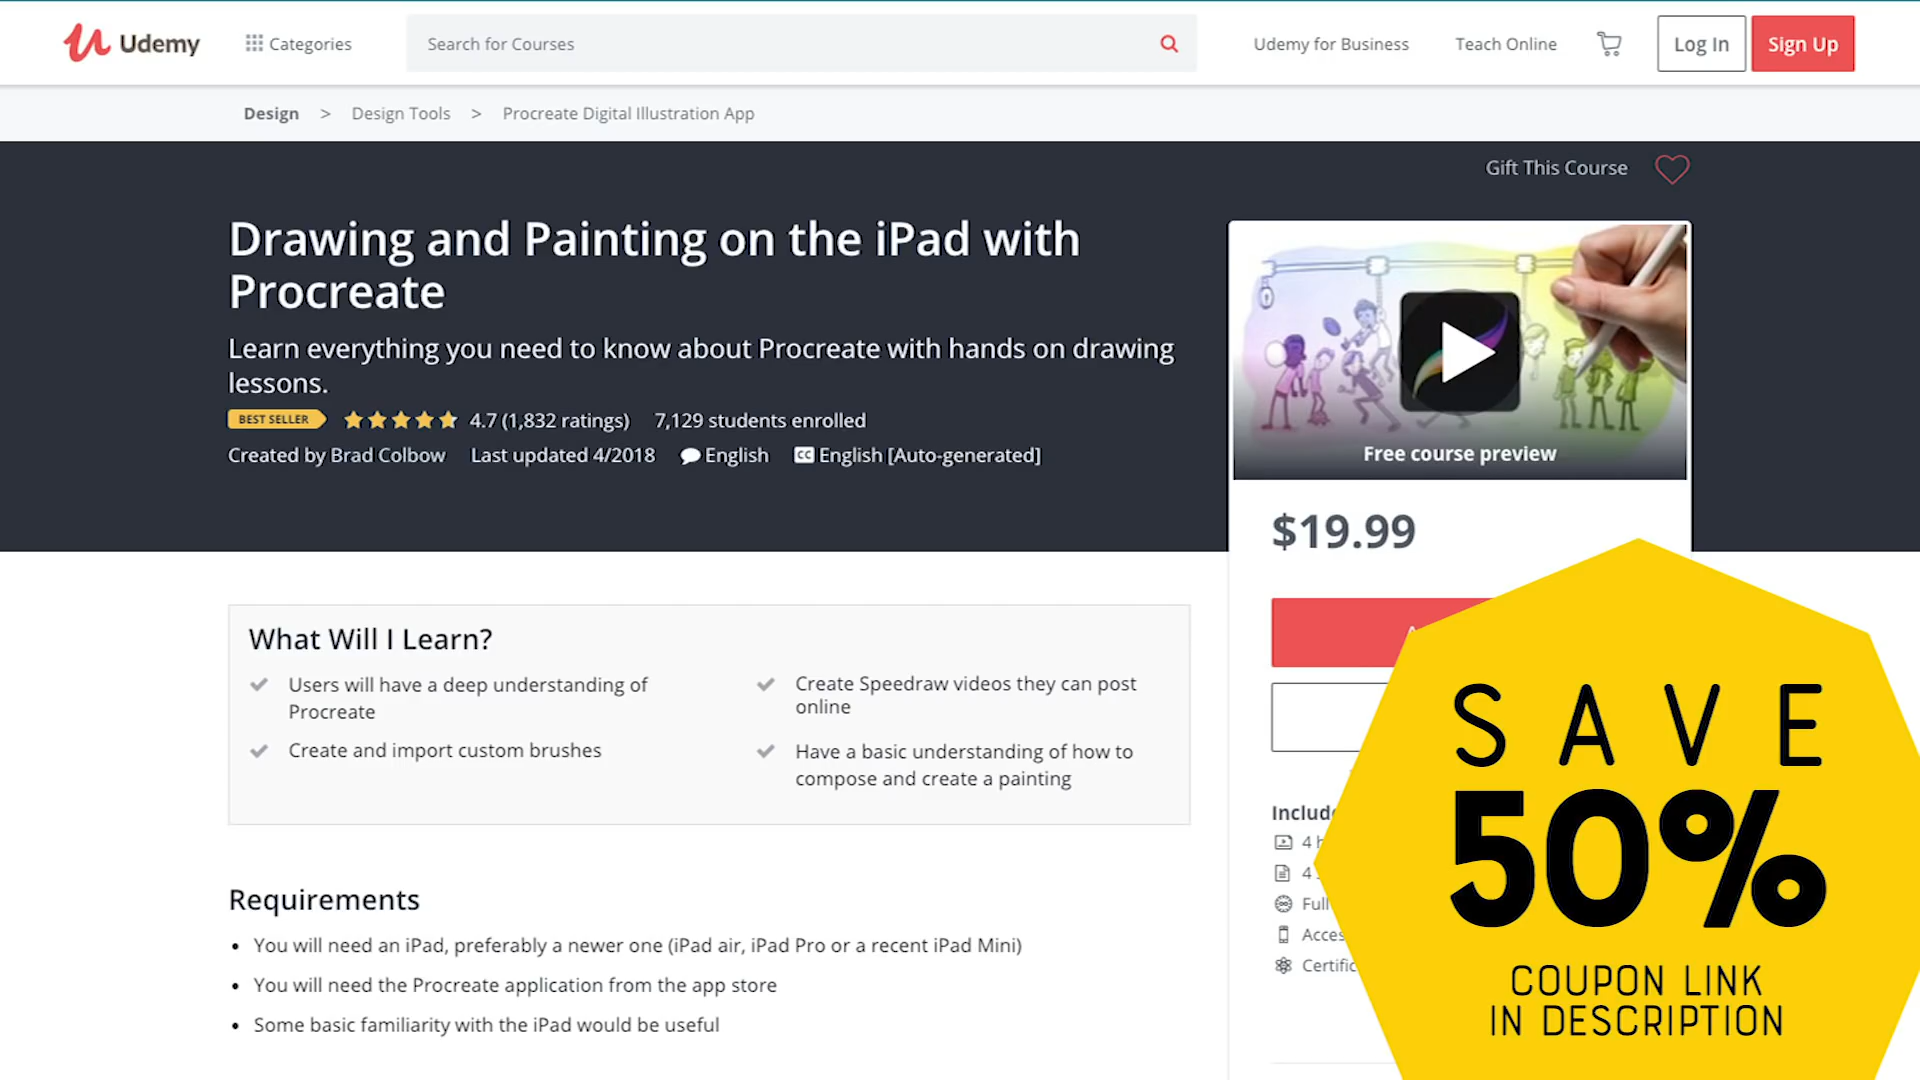 Udemy
Categories
Search for Courses
Udemy for Business
Teach Online
Log In
Sign Up
Design > Design Tools > Procreate Digital Illustration App
Gift This Course
Drawing and Painting on the iPad with
Procreate
Learn everything you need to know about Procreate with hands on drawing
lessons.
BEST SELLER 4.7 (1,832 ratings) 7,129 students enrolled
Created by Brad Colbow Last updated 4/2018 English CC English [Auto-generated]
Free course preview
$19.99
What Will I Learn?
Users will have a deep understanding of
Procreate
Create and import custom brushes
Create Speedraw videos they can post
online
Have a basic understanding of how to
compose and create a painting
Requirements
You will need an iPad, preferably a newer one (iPad air, iPad Pro or a recent iPad Mini)
You will need the Procreate application from the app store
Some basic familiarity with the iPad would be useful
4
4
Full
SAVE
50%
COUPON LINK
IN DESCRIPTION